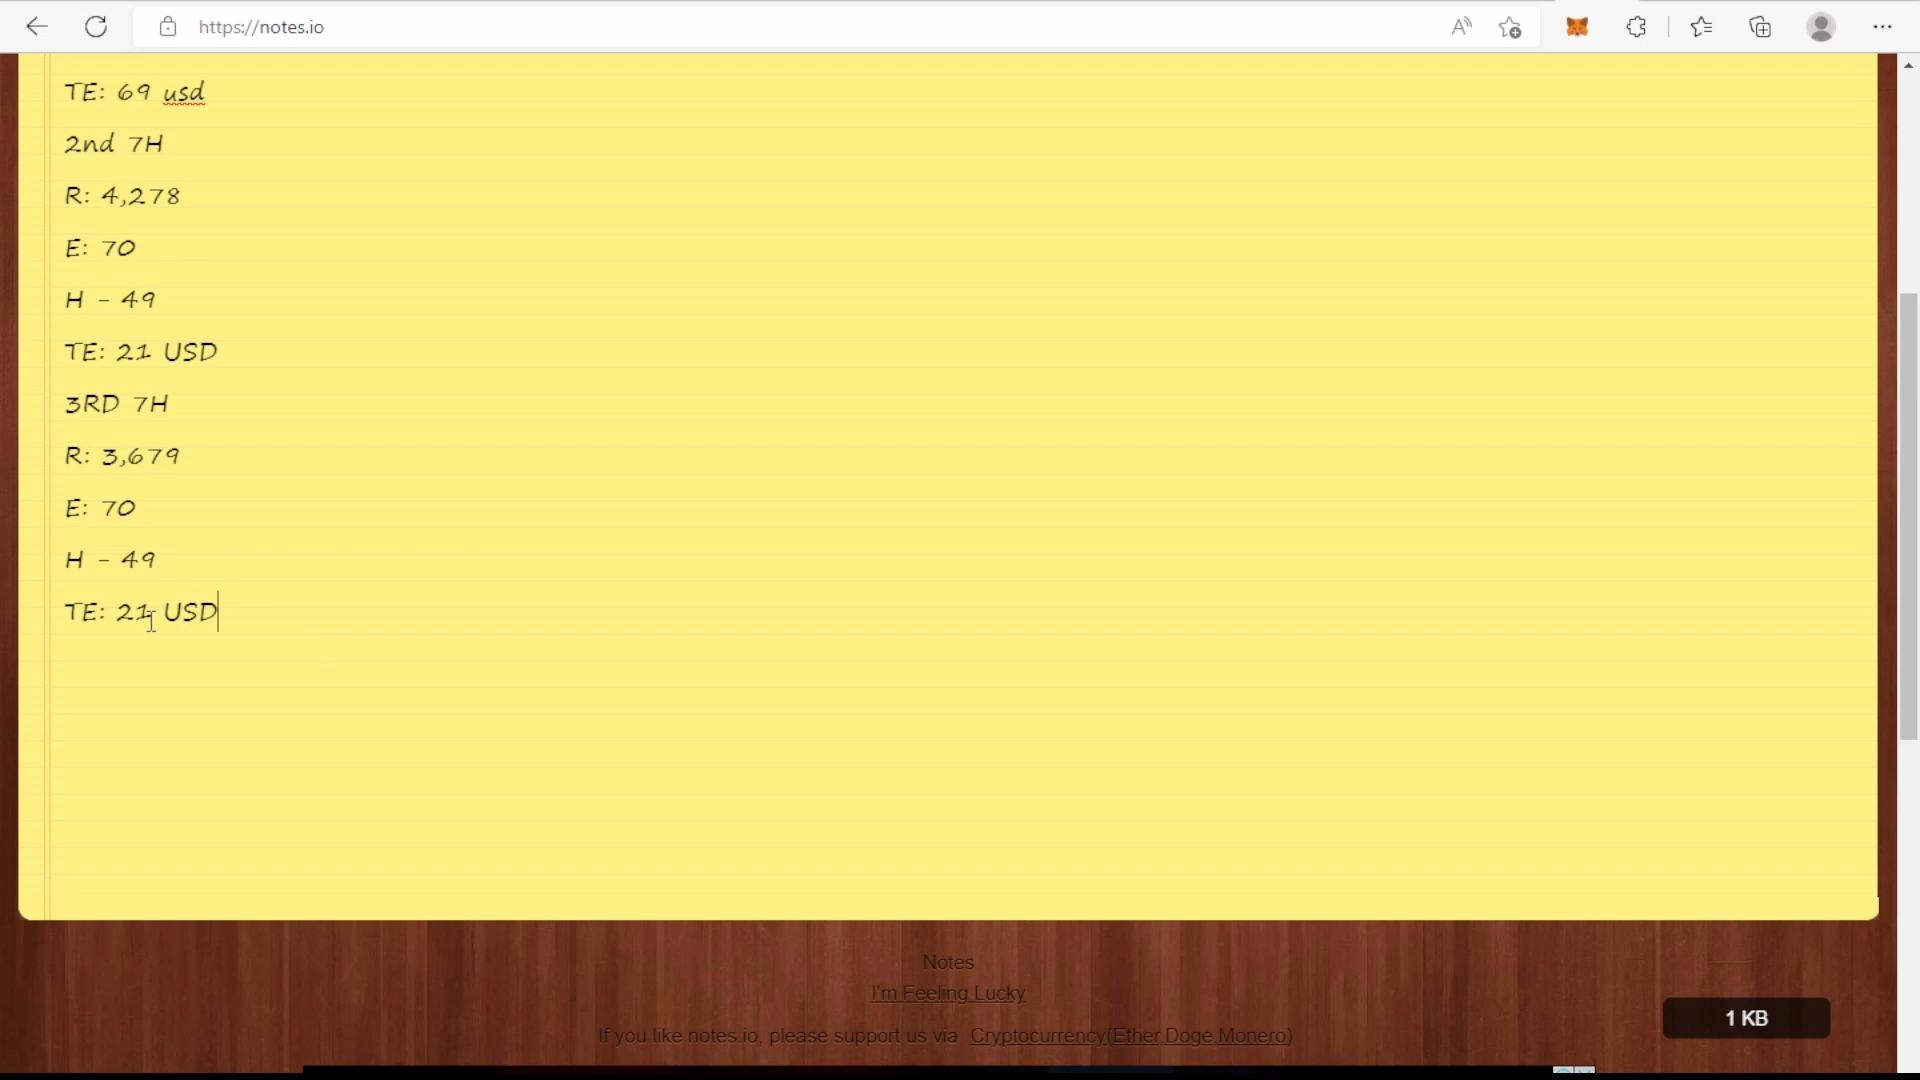 https://notes.io
TE: 69 usd
2nd 7H
R: 4,278
E: 70
H - 49
TE: 21 USD
3RD 7H
R: 3,679
E: 70
H - 49
TE: 21 USD
Notes
I'm Feeling Lucky
If you like notes.io, please support us via Cryptocurrency(Ether,Doge,Monero)
1 KB